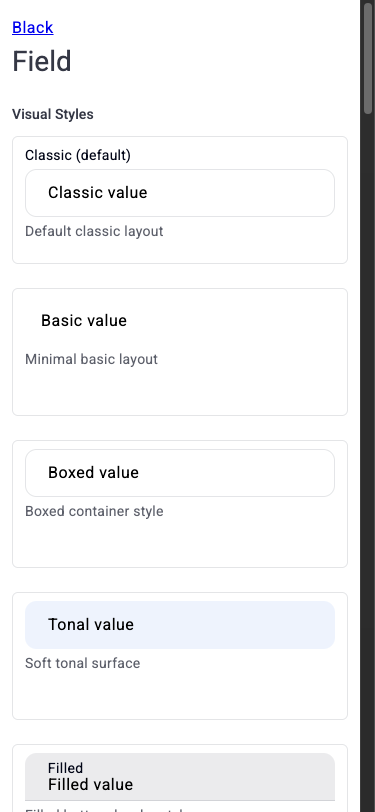 Black
Field
Visual Styles
Classic (default)
Classic value
Default classic layout
Basic value
Minimal basic layout
Boxed value
Boxed container style
Tonal value
Soft tonal surface
Filled
Filled value